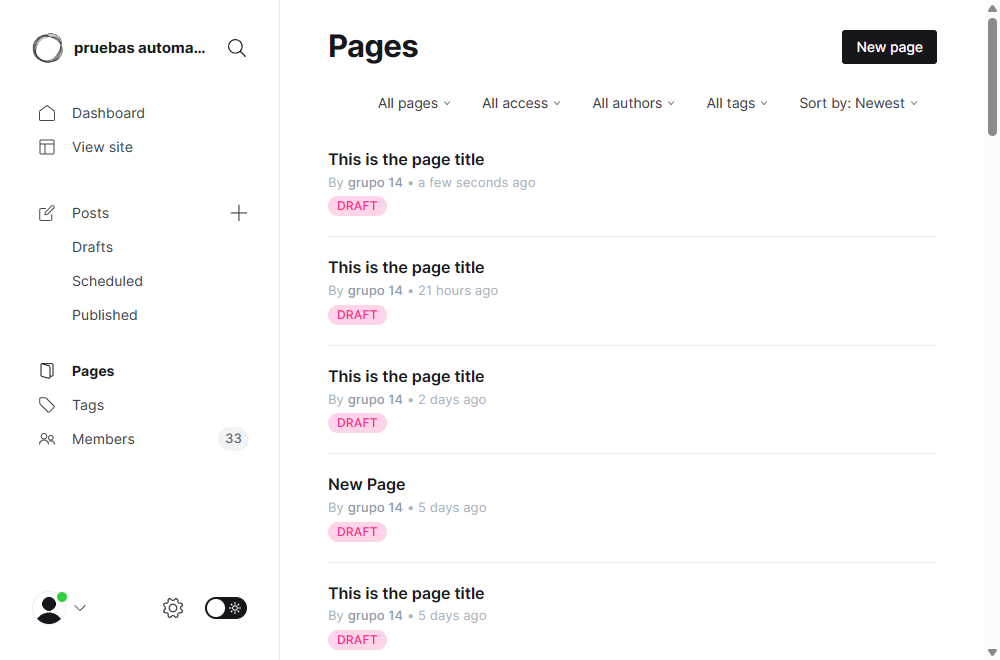 pruebas automa...
Dashboard
View site
Posts
Drafts
Scheduled
Published
Pages
Tags
Members
33
Pages
New page
All pages
All access
All authors
All tags
Sort by: Newest
This is the page title
By grupo 14 • a few seconds ago
DRAFT
This is the page title
By grupo 14 • 21 hours ago
DRAFT
This is the page title
By grupo 14 • 2 days ago
DRAFT
New Page
By grupo 14 • 5 days ago
DRAFT
This is the page title
By grupo 14 • 5 days ago
DRAFT